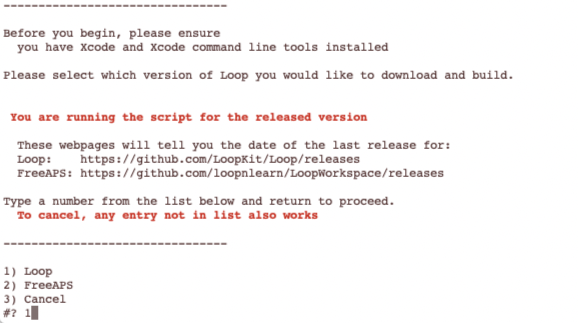 --------------------------------
Before you begin, please ensure
you have Xcode and Xcode command line tools installed
Please select which version of Loop you would like to download and build.
You are running the script for the released version
These webpages will tell you the date of the last release for:
Loop: https://github.com/LoopKit/Loop/releases
FreeAPS: https://github.com/loopnlearn/LoopWorkspace/releases
Type a number from the list below and return to proceed.
To cancel, any entry not in list also works
--------------------------------
1) Loop
2) FreeAPS
3) Cancel
#? 1